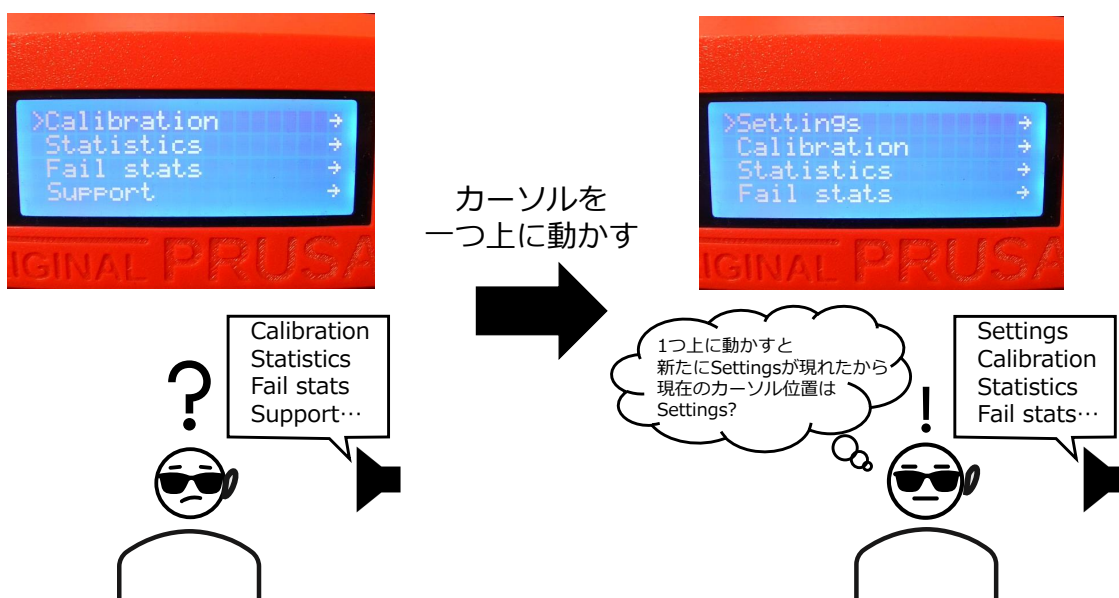 >Calibration →
Statistics →
Fail stats →
Support →
IGINAL PRUSA
カーソルを
一つ上に動かす
>Settings →
Calibration →
Statistics →
Fail stats →
RIGINAL PRUSA
Calibration
Statistics
Fail stats
Support…
?
1つ上に動かすと
新たにSettingsが現れたから
現在のカーソル位置は
Settings?
!
Settings
Calibration
Statistics
Fail stats…